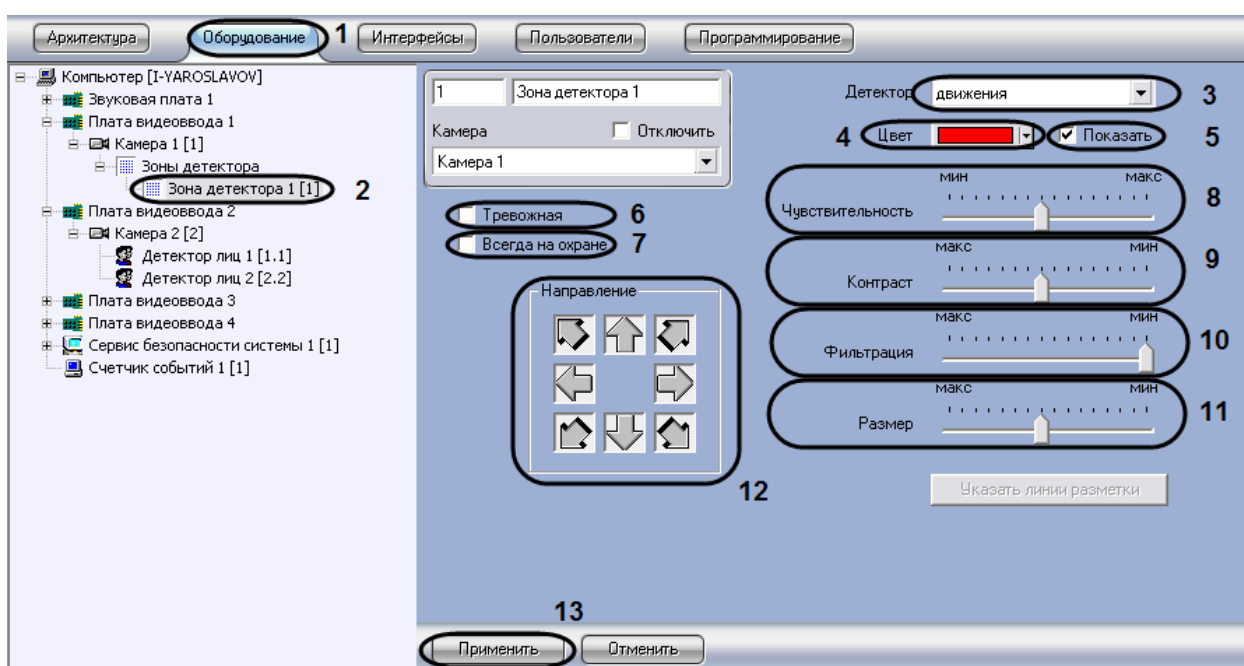 Архитектура
Оборудование
1
Интерфейсы
Пользователи
Программирование
Компьютер [I-YAROSLAVOV]
Звуковая плата 1
Плата видеоввода 1
Камера 1 [1]
Зоны детектора
Зона детектора 1 [1]
2
Плата видеоввода 2
Камера 2 [2]
Детектор лиц 1 [1.1]
Детектор лиц 2 [2.2]
Плата видеоввода 3
Плата видеоввода 4
Сервис безопасности системы 1 [1]
Счетчик событий 1 [1]
1
Зона детектора 1
Камера
Отключить
Камера 1
Тревожная
6
Всегда на охране
7
Направление
12
Детектор
движения
3
4
Цвет
Показать
5
мин
макс
Чувствительность
8
макс
мин
Контраст
9
макс
мин
Фильтрация
10
макс
мин
Размер
11
Указать линии разметки
13
Применить
Отменить